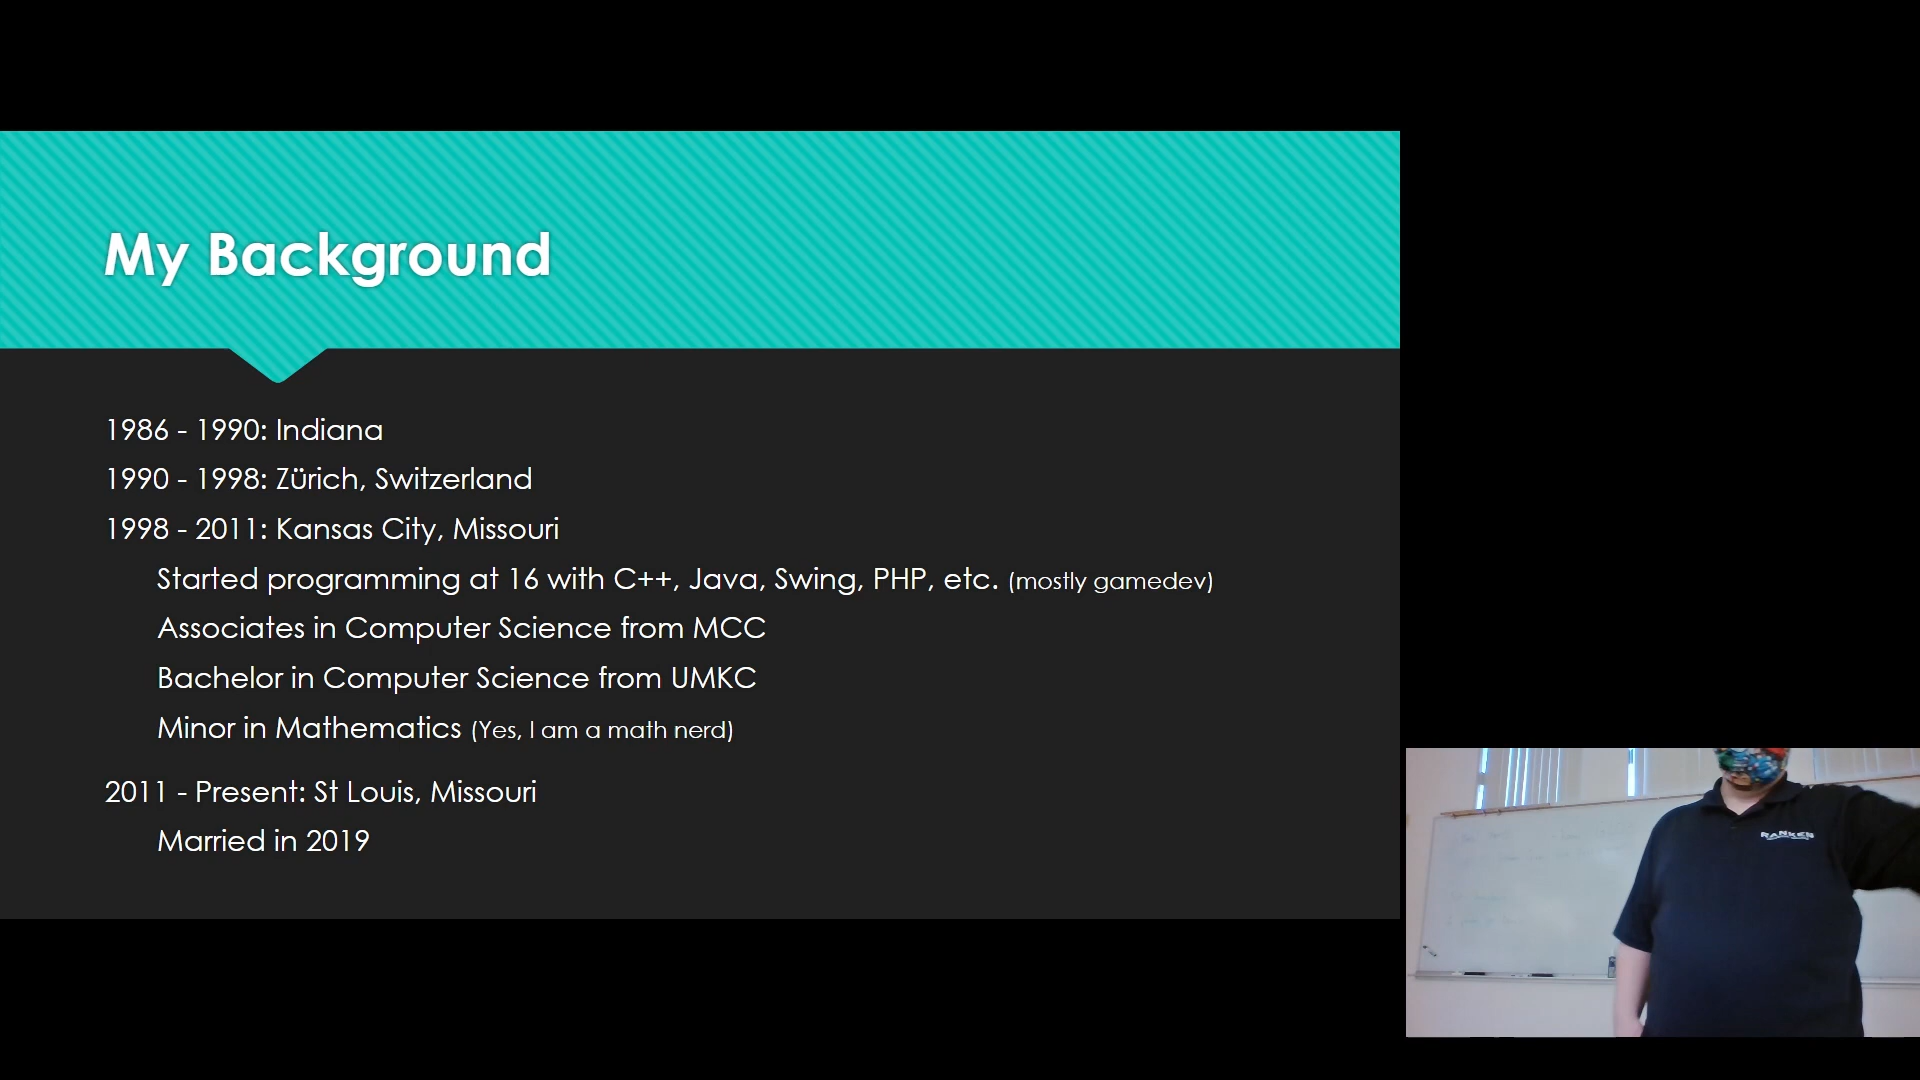 My Background
1986 - 1990: Indiana
1990 - 1998: Zürich, Switzerland
1998 - 2011: Kansas City, Missouri
Started programming at 16 with C++, Java, Swing, PHP, etc. (mostly gamedev)
Associates in Computer Science from MCC
Bachelor in Computer Science from UMKC
Minor in Mathematics (Yes, I am a math nerd)
2011 - Present: St Louis, Missouri
Married in 2019
RANKEN